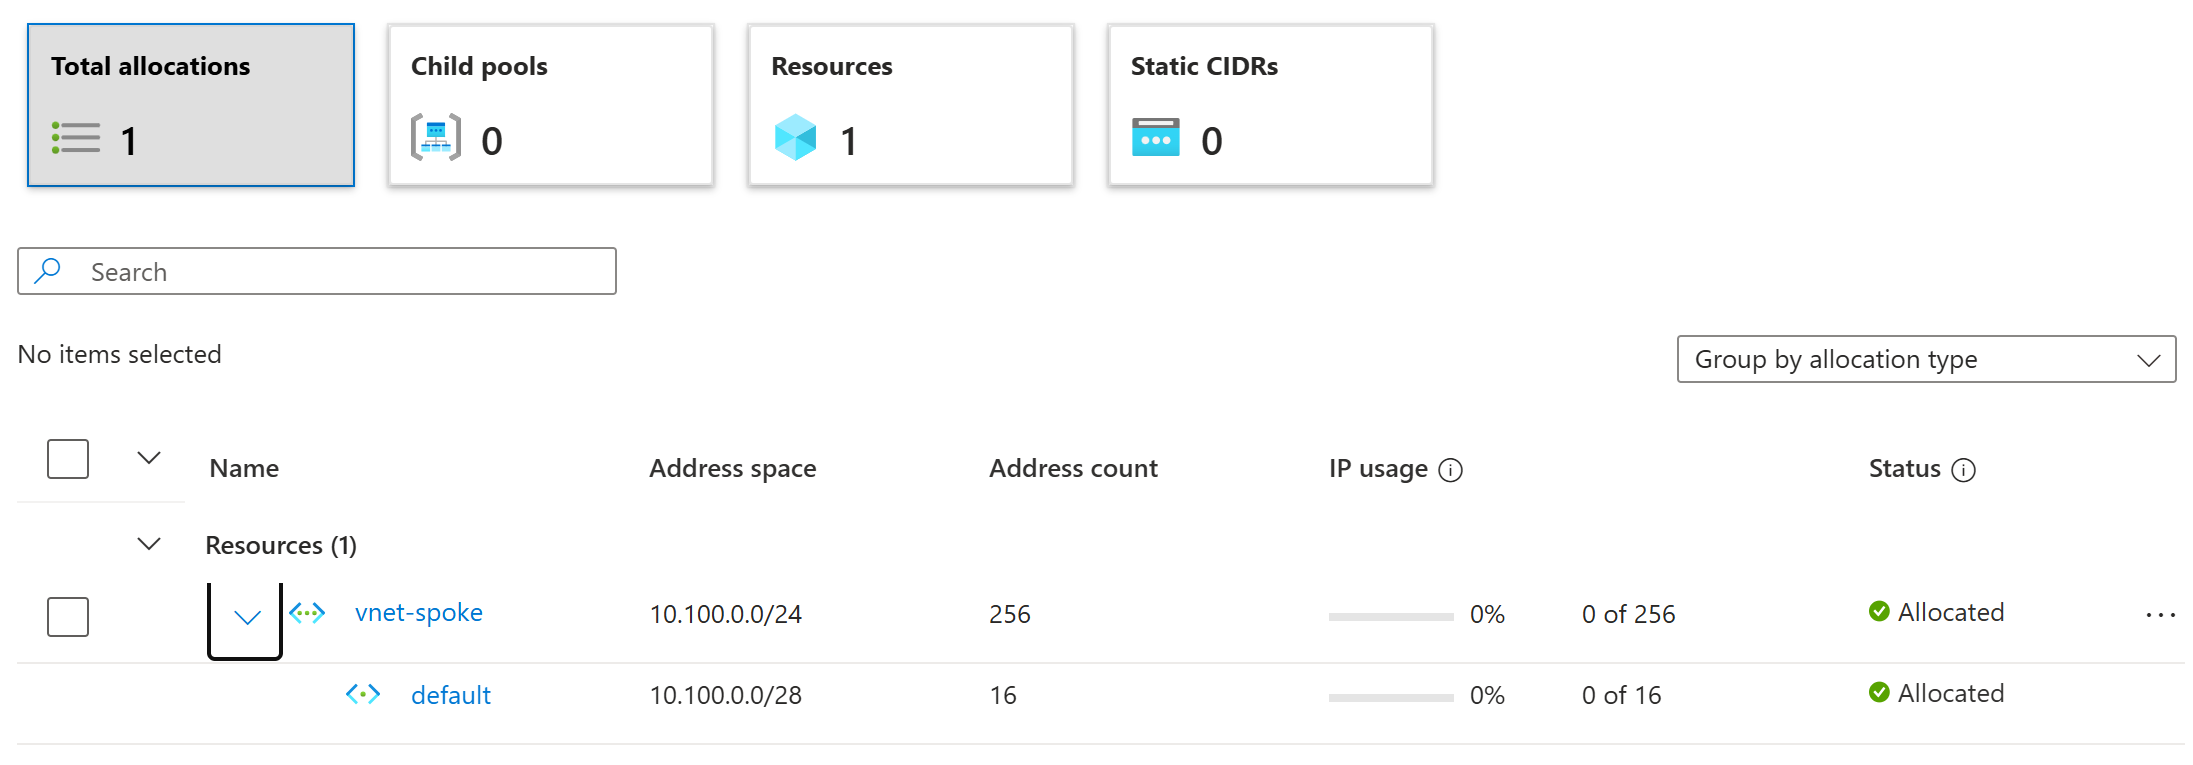 Total allocations
1
Child pools
0
Resources
1
Static CIDRs
0
Search
No items selected
Group by allocation type
Name Address space Address count IP usage Status
Resources (1)
vnet-spoke 10.100.0.0/24 256 0% 0 of 256 Allocated ...
default 10.100.0.0/28 16 0% 0 of 16 Allocated